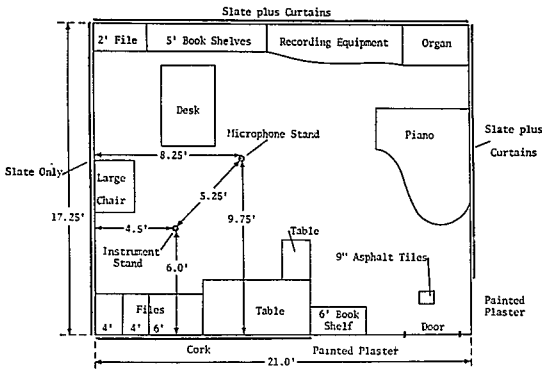 Slate plus Curtains
2' File
5' Book Shelves
Recording Equipment
Organ
Desk
Microphone Stand
Piano
Slate plus
Curtains
8.25'
Slate Only
Large
Chair
5.25'
17.25'
9.75'
4.5'
Instrument
Stand
6.0'
Table
9" Asphalt Tiles
Files
4'
4'
6'
Table
6' Book
Shelf
Door
Painted
Plaster
Cork
Painted Plaster
21.0'